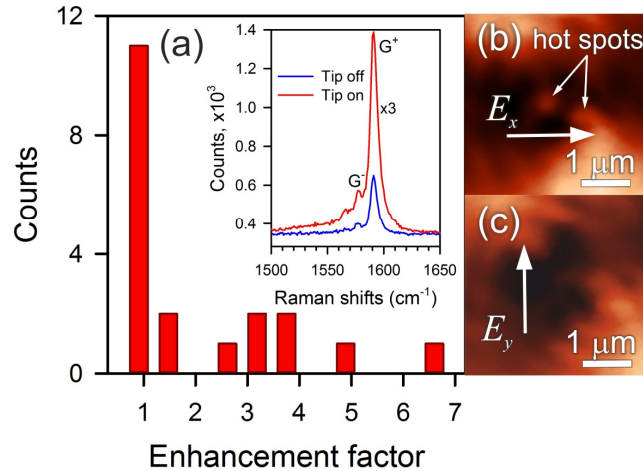 12
8
4
0
Counts
(a)
1.4
1.2
1.0
0.8
0.6
0.4
Counts, x10³
Tip off
Tip on
G⁺
x3
G⁻
1500 1550 1600 1650
Raman shifts (cm⁻¹)
1 2 3 4 5 6 7
Enhancement factor
(b)
hot spots
Eₓ
1 µm
(c)
E_y
1 µm